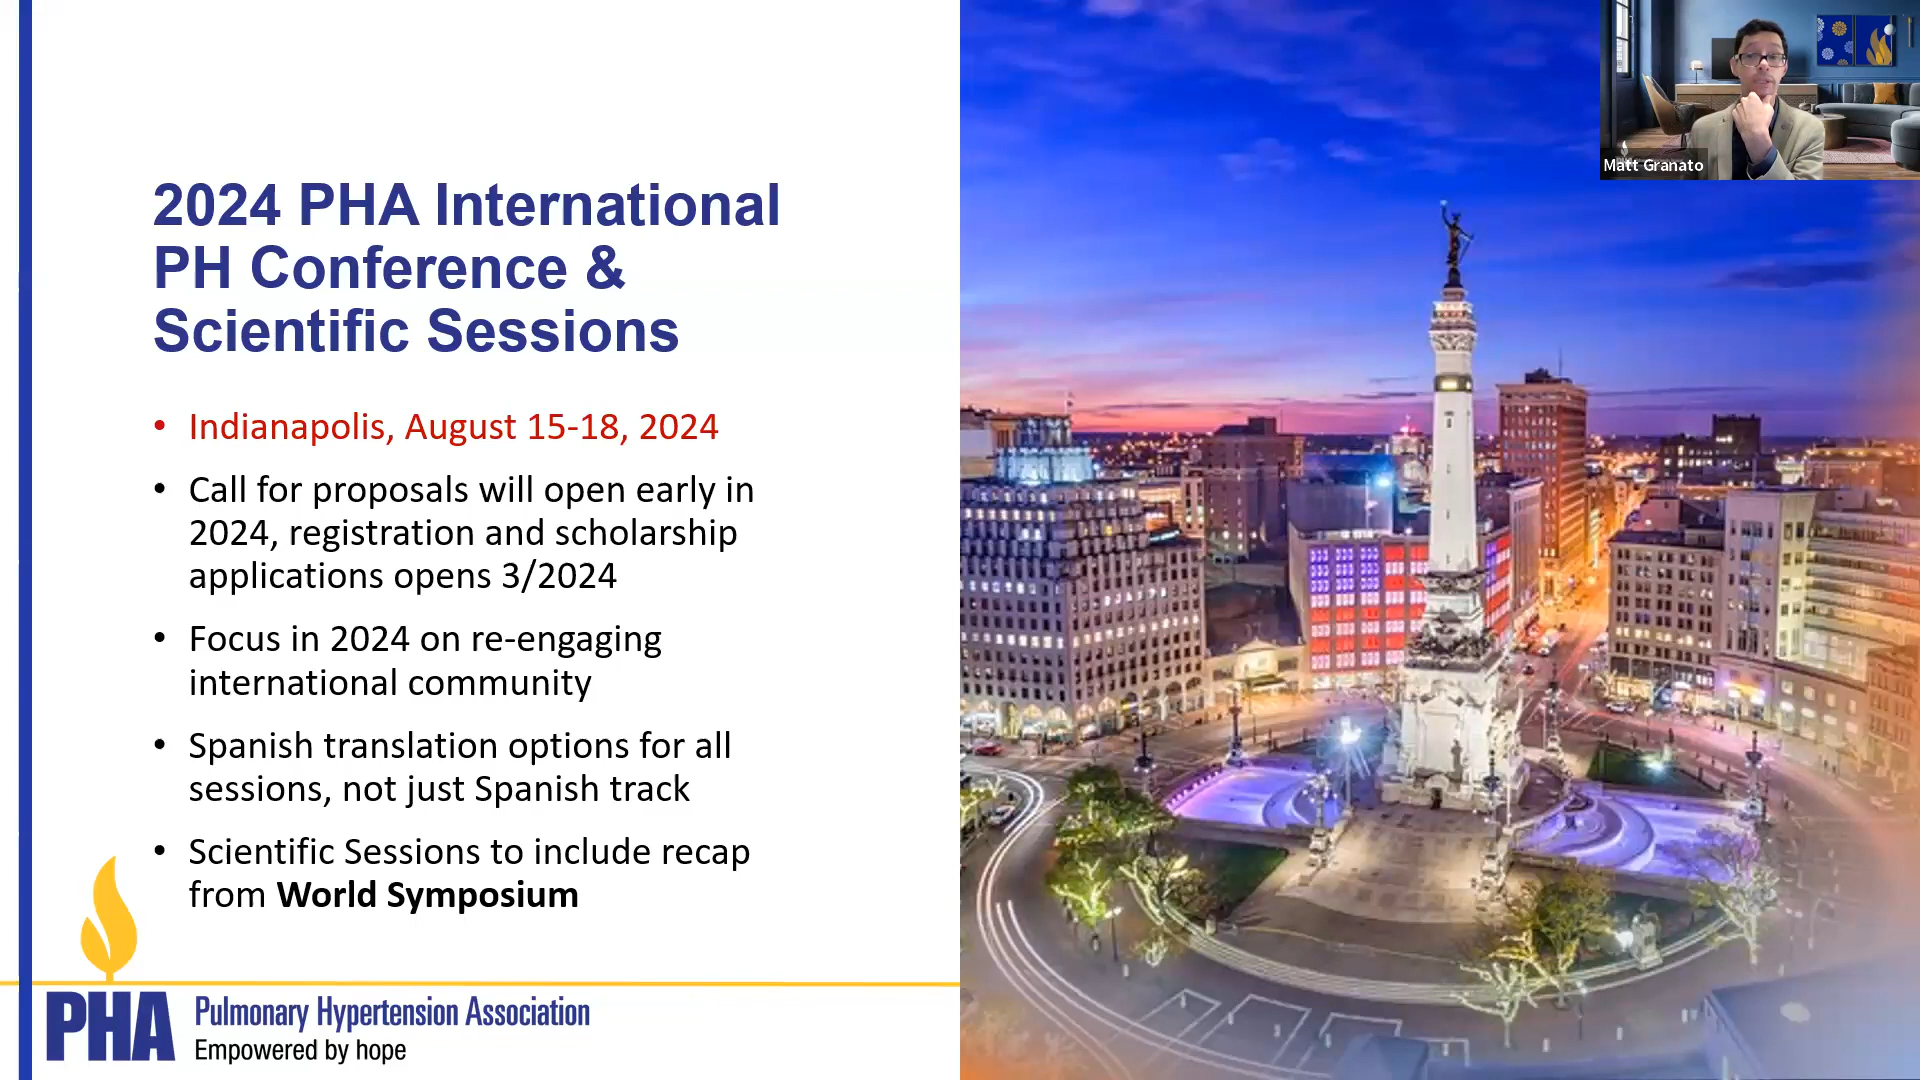 2024 PHA International
PH Conference &
Scientific Sessions
• Indianapolis, August 15-18, 2024
• Call for proposals will open early in
2024, registration and scholarship
applications opens 3/2024
• Focus in 2024 on re-engaging
international community
• Spanish translation options for all
sessions, not just Spanish track
• Scientific Sessions to include recap
from World Symposium
PHA
Pulmonary Hypertension Association
Empowered by hope
Matt Granato